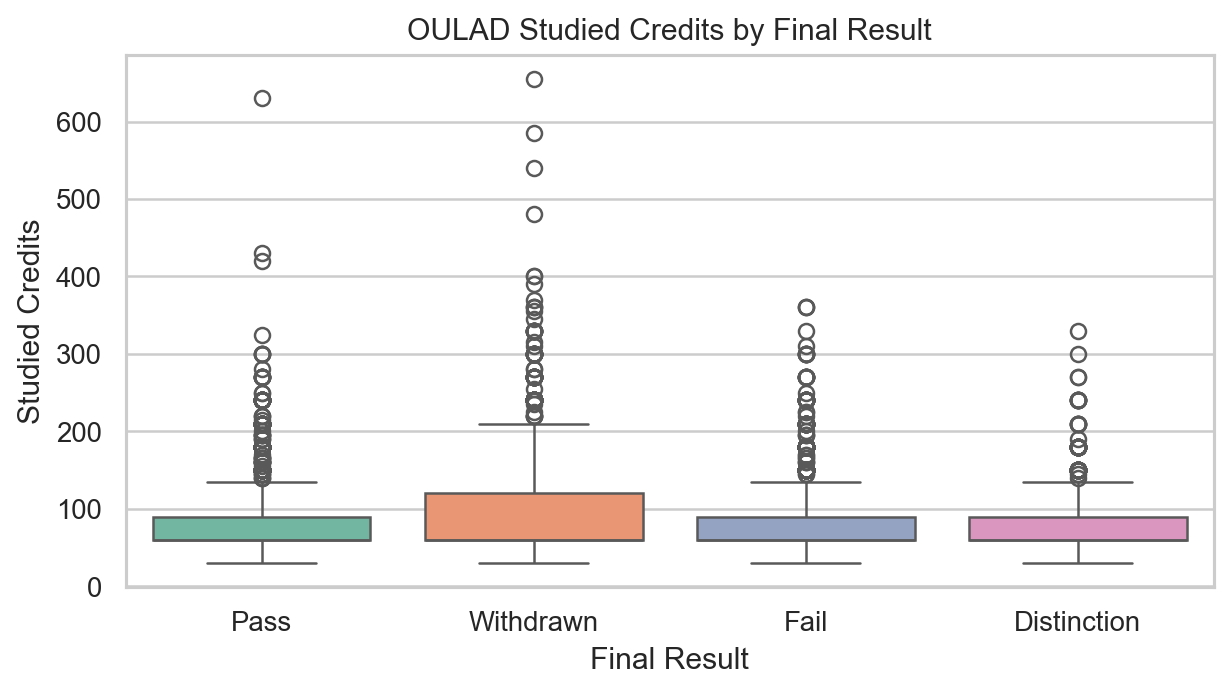 OULAD Studied Credits by Final Result
Studied Credits
600
500
400
300
200
100
0
Pass Withdrawn Fail Distinction
Final Result